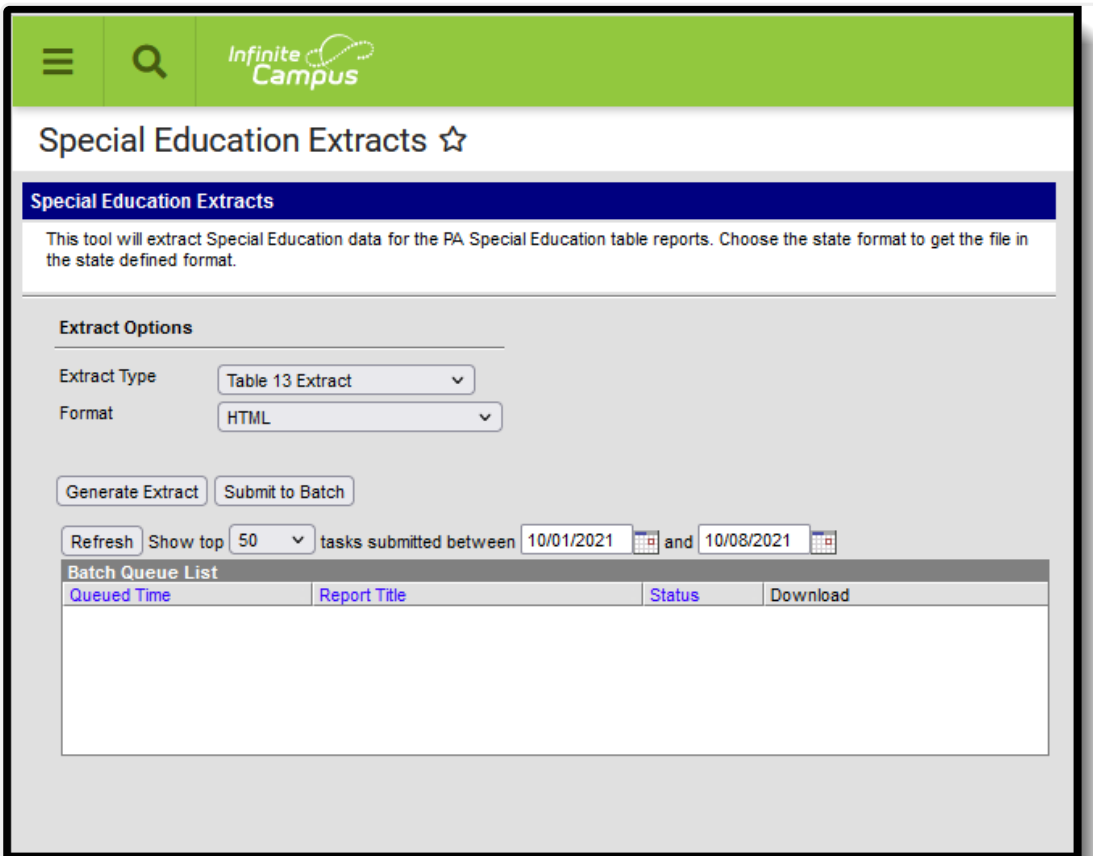 Infinite
Campus
Special Education Extracts
Special Education Extracts
This tool will extract Special Education data for the PA Special Education table reports. Choose the state format to get the file in
the state defined format.
Extract Options
Extract Type Table 13 Extract
Format HTML
Generate Extract Submit to Batch
Refresh Show top 50 tasks submitted between 10/01/2021 and 10/08/2021
Batch Queue List
Queued Time Report Title Status Download